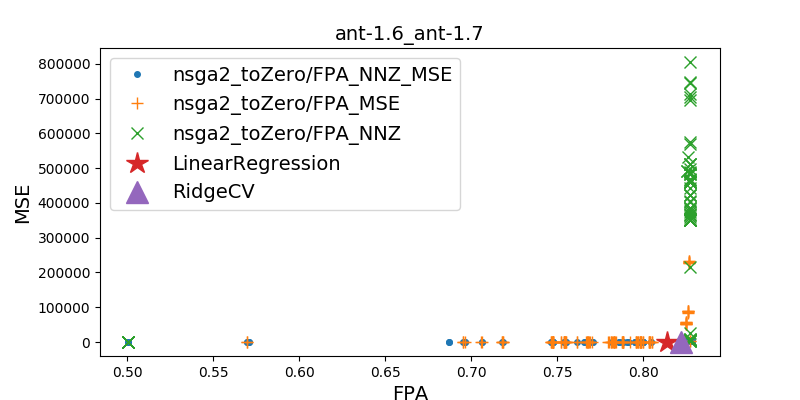 ant-1.6_ant-1.7
800000
700000
600000
500000
400000
300000
200000
100000
0
MSE
nsga2_toZero/FPA_NNZ_MSE
nsga2_toZero/FPA_MSE
nsga2_toZero/FPA_NNZ
LinearRegression
RidgeCV
0.50 0.55 0.60 0.65 0.70 0.75 0.80
FPA